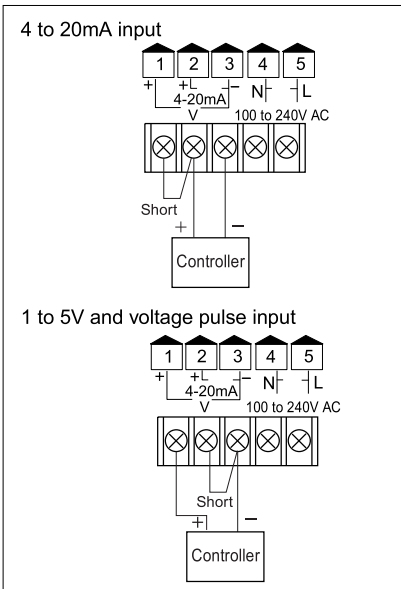 4 to 20mA input
1 2 3 4 5
+ + − N L
4-20mA
V 100 to 240V AC
Short
+ −
Controller
1 to 5V and voltage pulse input
1 2 3 4 5
+ + − N L
4-20mA
V 100 to 240V AC
Short
+ −
Controller